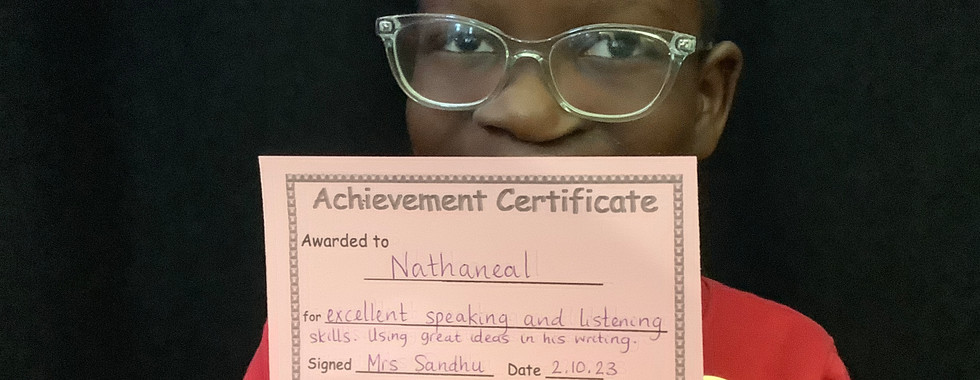 Achievement Certificate
Awarded to
Nathaneal
for excellent speaking and listening
skills. Using great ideas in his writing.
Signed Mrs Sandhu Date 2.10.23